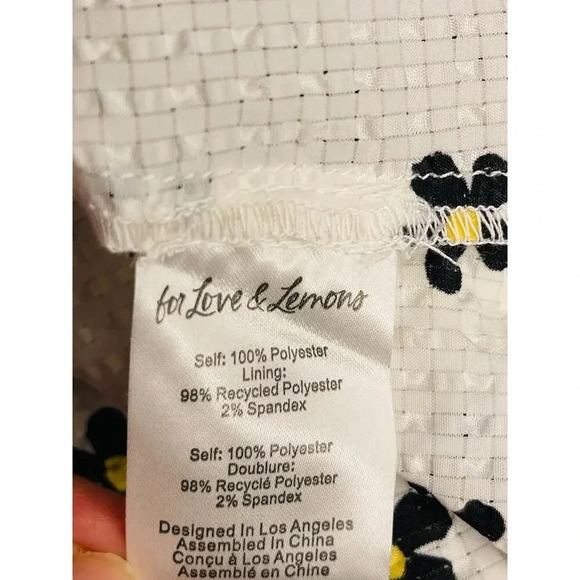 for Love & Lemons
Self: 100% Polyester
Lining:
98% Recycled Polyester
2% Spandex
Self: 100% Polyester
Doublure:
98% Recyclé Polyester
2% Spandex
Designed In Los Angeles
Assembled in China
Conçu à Los Angeles
Assemblé en Chine